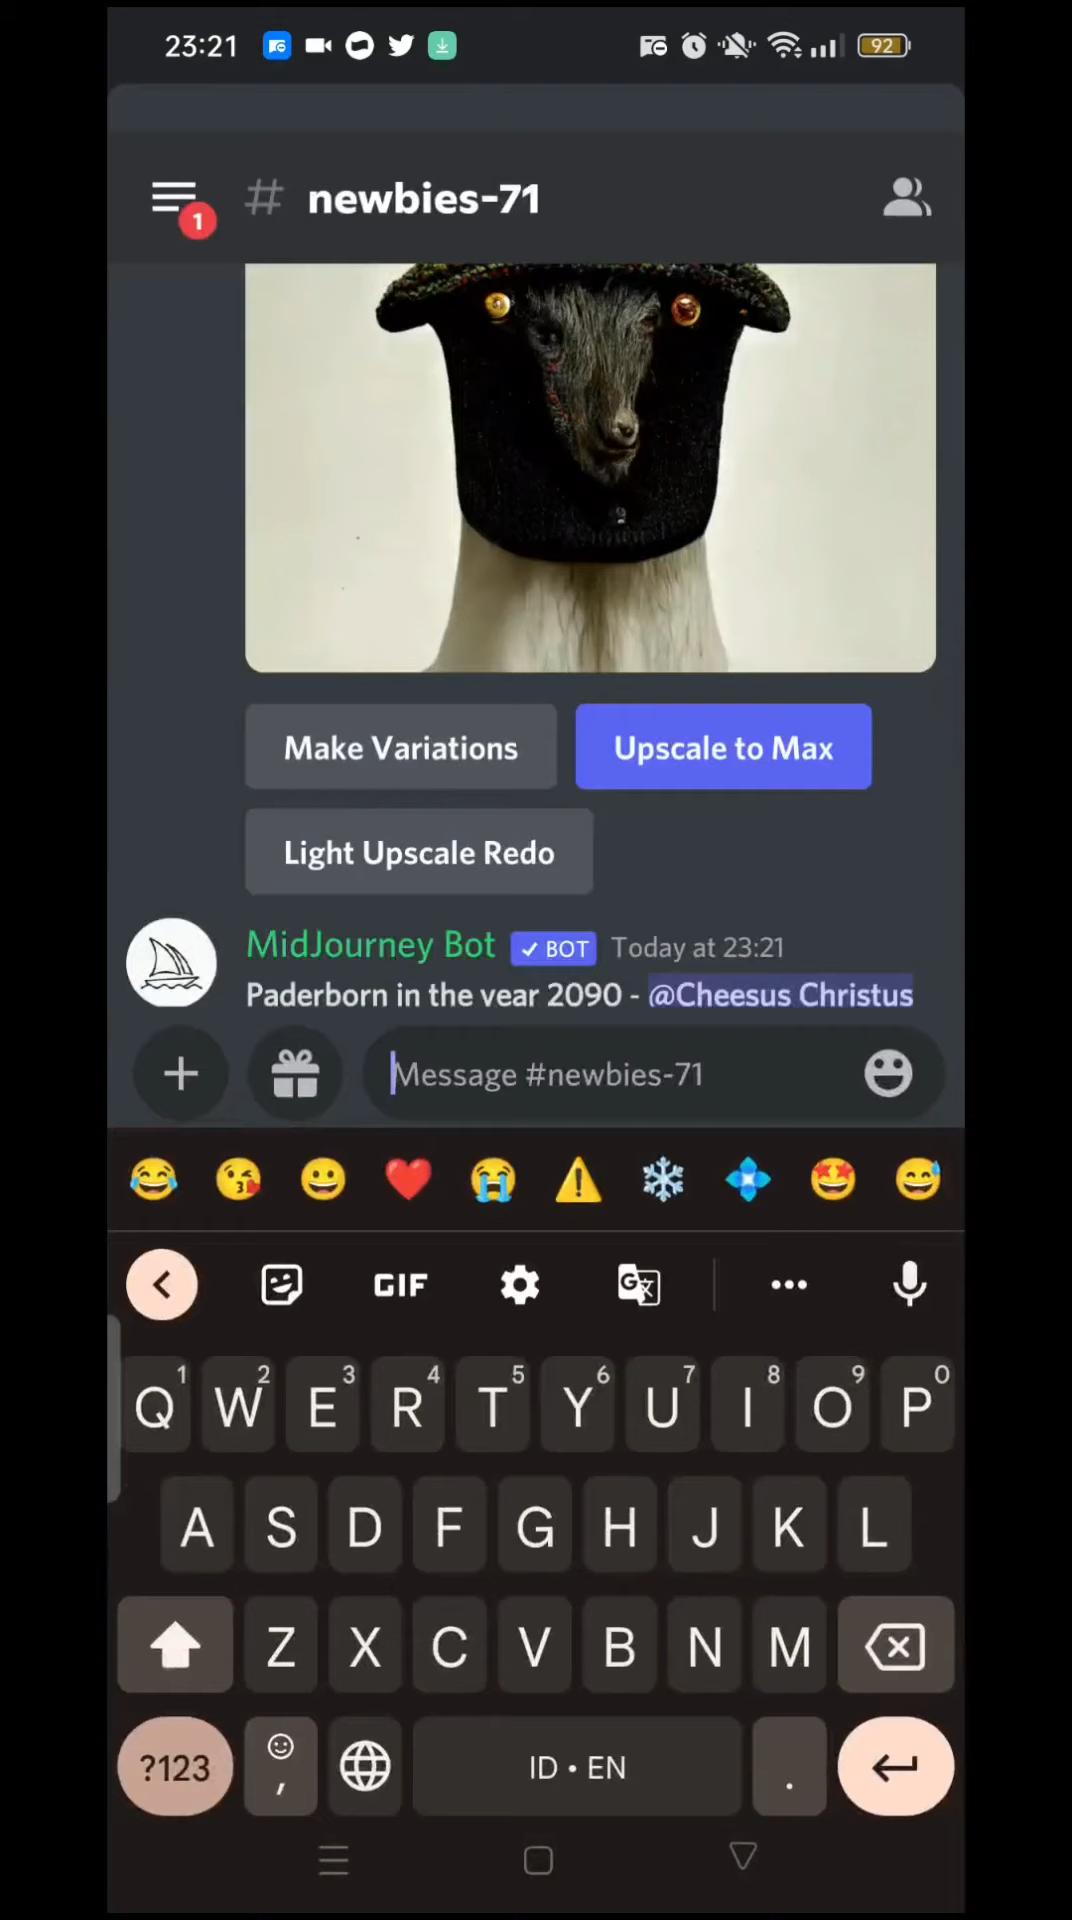 23:21
92
# newbies-71
1
Make Variations
Upscale to Max
Light Upscale Redo
MidJourney Bot ✓ BOT Today at 23:21
Paderborn in the year 2090 - @Cheesus Christus
Message #newbies-71
GIF
G
1 2 3 4 5 6 7 8 9 0
Q W E R T Y U I O P
A S D F G H J K L
Z X C V B N M
?123 , ID • EN .